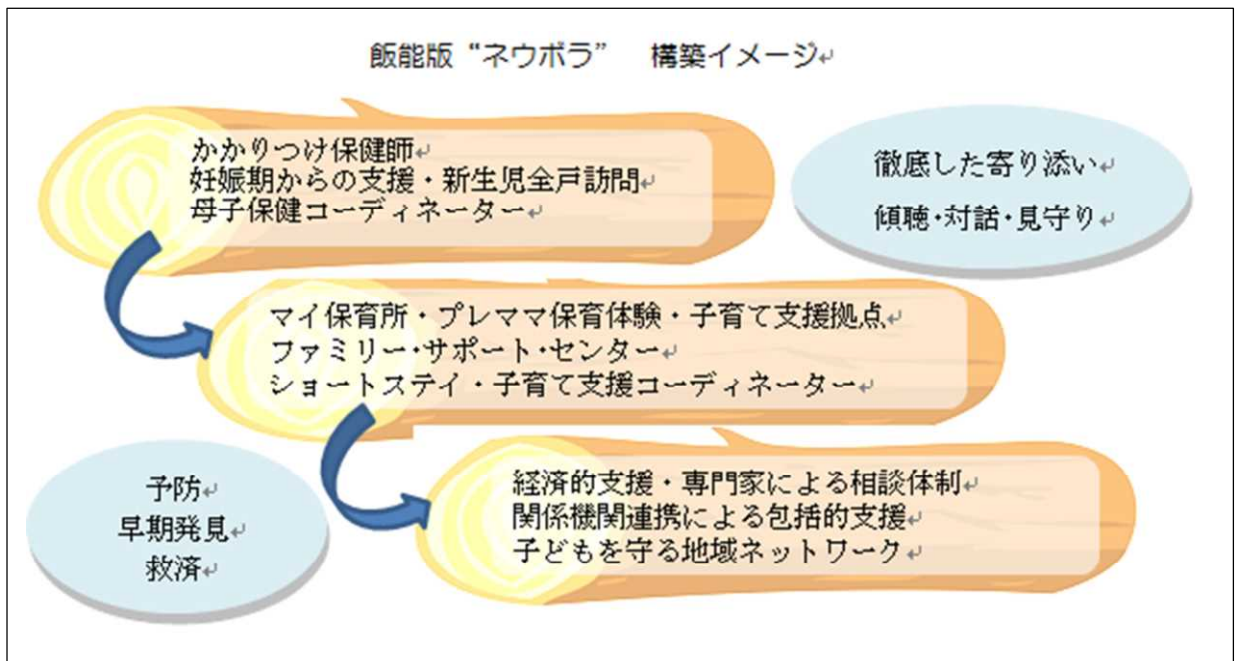 飯能版“ネウボラ”　構築イメージ
かかりつけ保健師
妊娠期からの支援・新生児全戸訪問
母子保健コーディネーター
徹底した寄り添い
傾聴・対話・見守り
マイ保育所・プレママ保育体験・子育て支援拠点
ファミリー・サポート・センター
ショートステイ・子育て支援コーディネーター
予防
早期発見
救済
経済的支援・専門家による相談体制
関係機関連携による包括的支援
子どもを守る地域ネットワーク